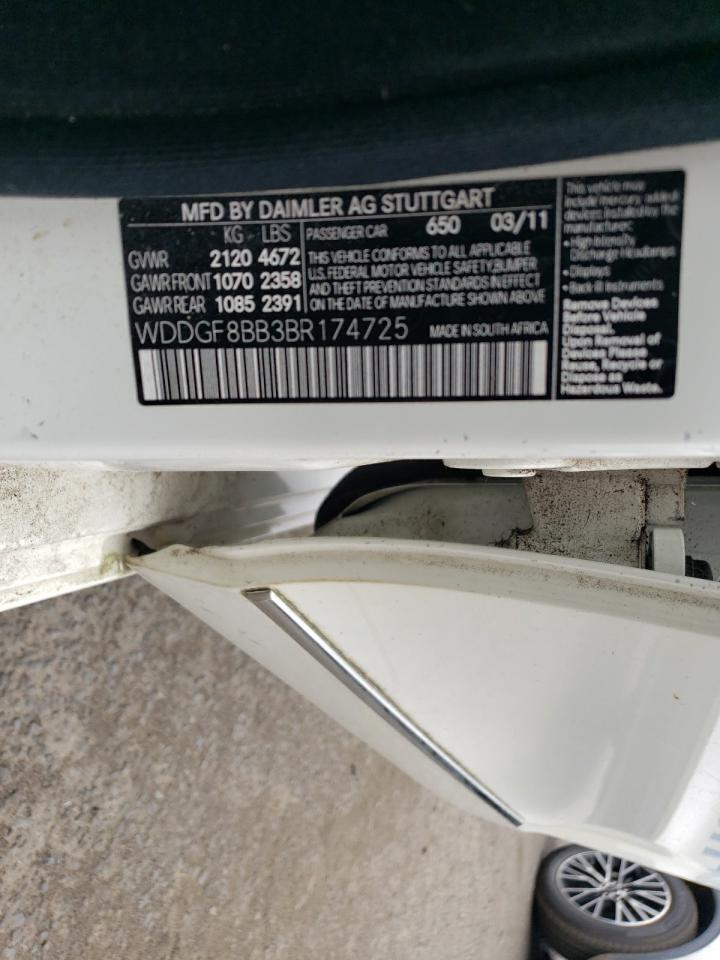 MFD BY DAIMLER AG STUTTGART
KG LBS
GVWR 2120 4672
GAWR FRONT 1070 2358
GAWR REAR 1085 2391
PASSENGER CAR 650 03/11
THIS VEHICLE CONFORMS TO ALL APPLICABLE
U.S. FEDERAL MOTOR VEHICLE SAFETY,BUMPER
AND THEFT PREVENTION STANDARDS IN EFFECT
ON THE DATE OF MANUFACTURE SHOWN ABOVE
WDDGF8BB3BR174725 MADE IN SOUTH AFRICA
This vehicle may
include mercury added
devices installed by the
manufacturer:
• High Intensity
Discharge Headlamps
• Displays
• Back lit Instruments
Remove Devices
Before Vehicle
Disposal.
Upon Removal of
Devices Please
Reuse, Recycle or
Dispose as
Hazardous Waste.